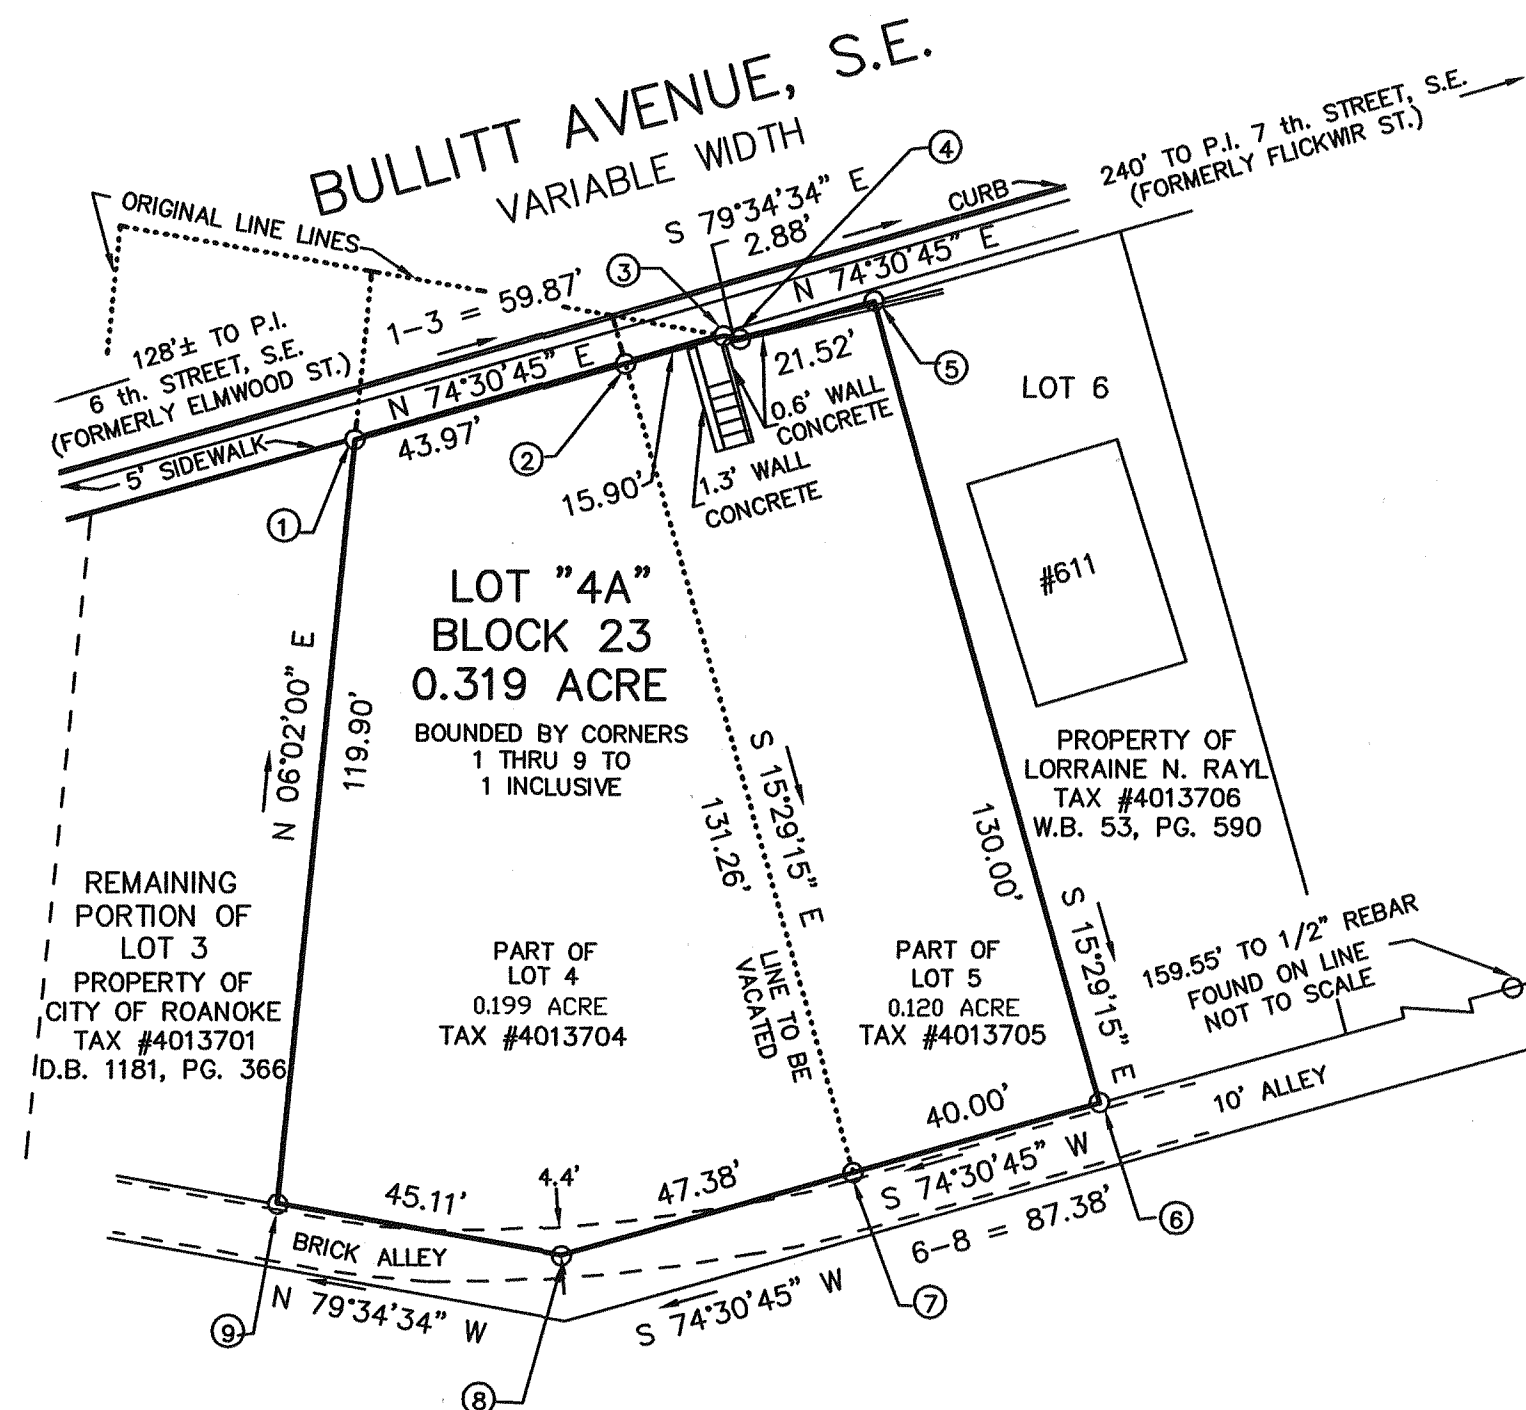 BULLITT AVENUE, S.E.
VARIABLE WIDTH
ORIGINAL LINE LINES
S 79°34'34" E
2.88'
4
CURB
240' TO P.I. 7 th. STREET, S.E.
(FORMERLY FLICKWIR ST.)
3
N 74°30'45" E
1-3 = 59.87'
128'± TO P.I.
6 th. STREET, S.E.
(FORMERLY ELMWOOD ST.)
N 74°30'45" E
43.97'
5' SIDEWALK
1
2
15.90'
21.52'
5
0.6' WALL
CONCRETE
1.3' WALL
CONCRETE
LOT 6
#611
LOT "4A"
BLOCK 23
0.319 ACRE
BOUNDED BY CORNERS
1 THRU 9 TO
1 INCLUSIVE
N 06°02'00" E
119.90'
S 15°29'15" E
131.26'
LINE TO BE
VACATED
130.00'
S 15°29'15" E
PROPERTY OF
LORRAINE N. RAYL
TAX #4013706
W.B. 53, PG. 590
REMAINING
PORTION OF
LOT 3
PROPERTY OF
CITY OF ROANOKE
TAX #4013701
D.B. 1181, PG. 366
PART OF
LOT 4
0.199 ACRE
TAX #4013704
PART OF
LOT 5
0.120 ACRE
TAX #4013705
159.55' TO 1/2" REBAR
FOUND ON LINE
NOT TO SCALE
40.00'
10' ALLEY
S 74°30'45" W
6-8 = 87.38'
6
45.11'
4.4'
47.38'
BRICK ALLEY
N 79°34'34" W
S 74°30'45" W
7
9
8